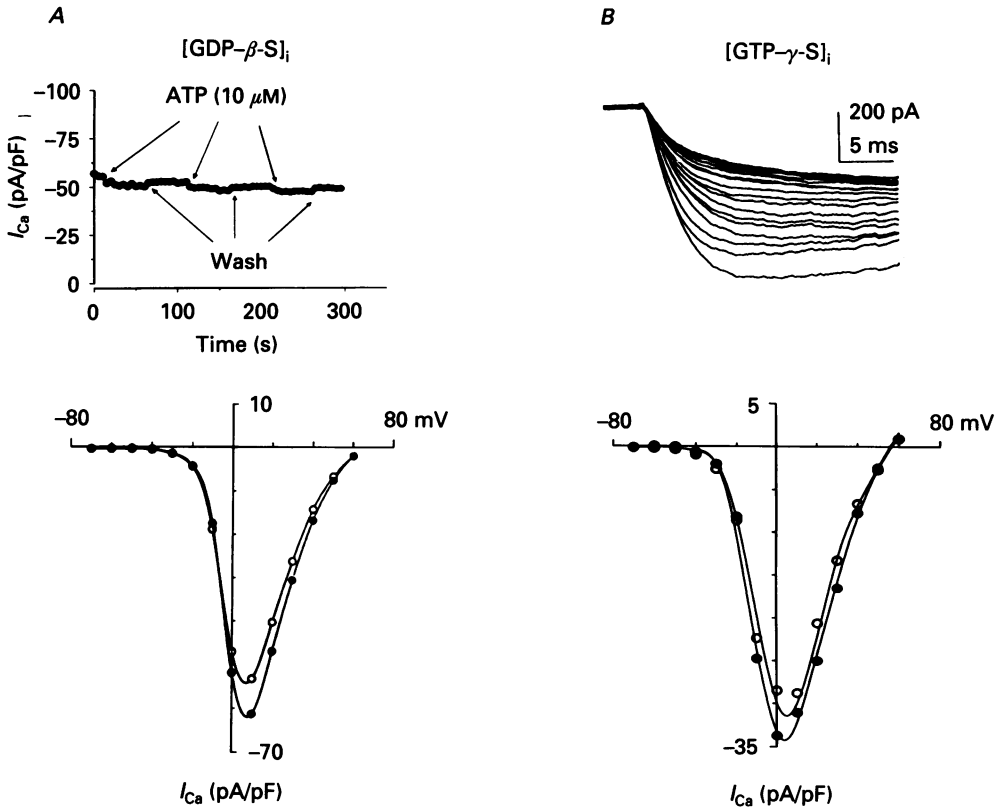 A
[GDP–β-S]i
–100
ATP (10 μM)
–75
–50
–25
0
ICa (pA/pF)
Wash
0 100 200 300
Time (s)
B
[GTP–γ-S]i
200 pA
5 ms
–80
10
80 mV
–70
ICa (pA/pF)
–80
5
80 mV
–35
ICa (pA/pF)